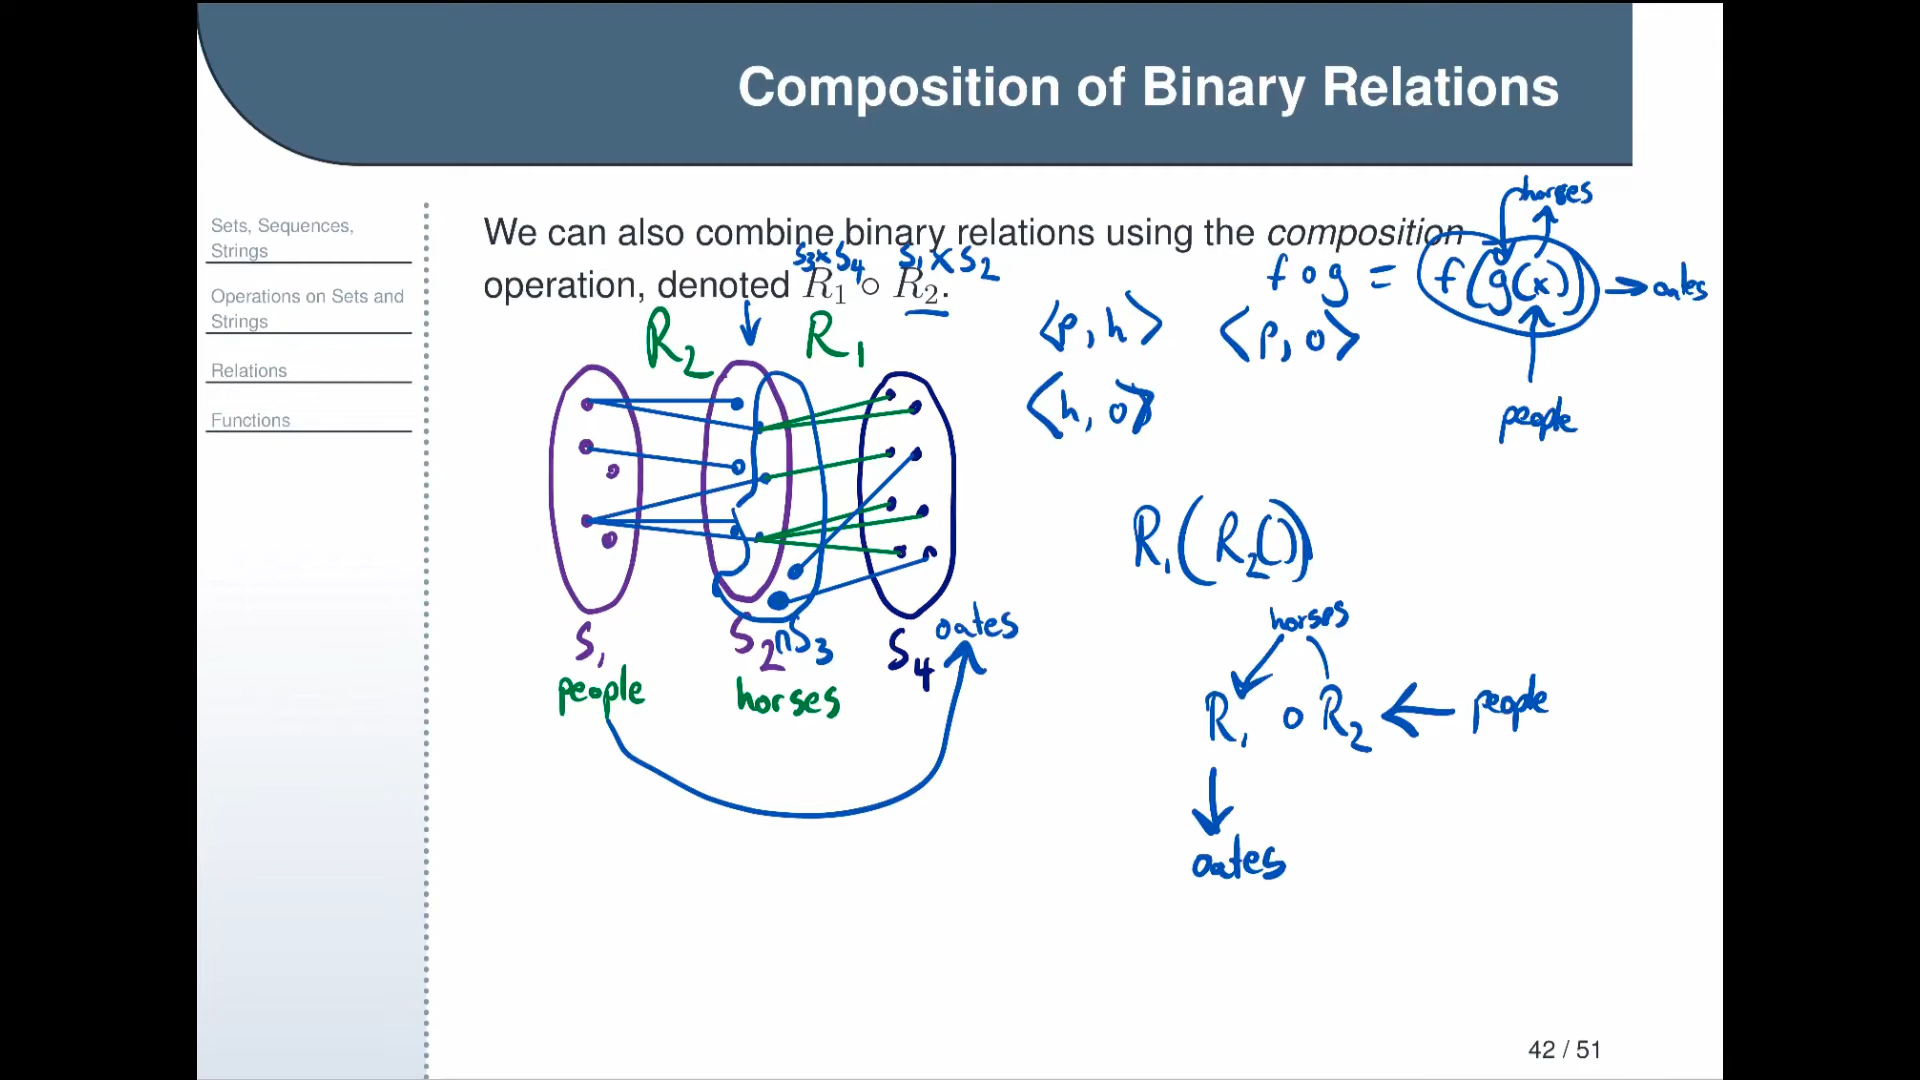 Composition of Binary Relations
Sets, Sequences,
Strings
Operations on Sets and
Strings
Relations
Functions
We can also combine binary relations using the composition
operation, denoted R₁ ∘ R₂.
S₃×S₄ S₁×S₂
horses
f∘g = f(g(x)) → oates
people
<p, h> <p, o>
<h, o>
R₂ R₁
R₁(R₂())
S₁ S₂∩S₃ S₄ oates
people horses
horses
R₁ ∘ R₂ ← people
oates
42 / 51